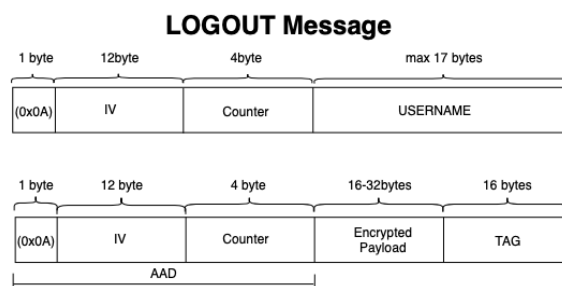 LOGOUT Message
1 byte 12byte 4byte max 17 bytes
(0x0A) IV Counter USERNAME
1 byte 12 byte 4 byte 16-32bytes 16 bytes
(0x0A) IV Counter Encrypted Payload TAG
AAD